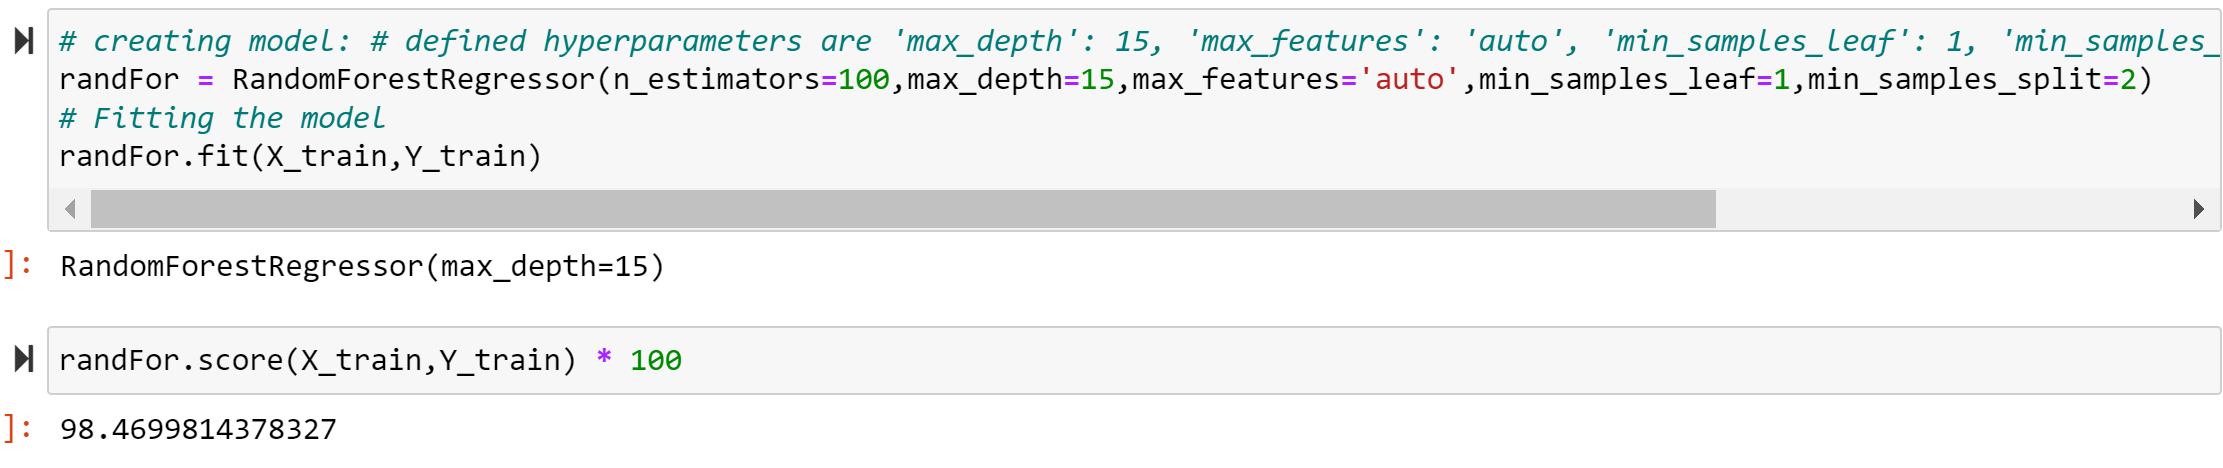 # creating model: # defined hyperparameters are 'max_depth': 15, 'max_features': 'auto', 'min_samples_leaf': 1, 'min_samples_
randFor = RandomForestRegressor(n_estimators=100,max_depth=15,max_features='auto',min_samples_leaf=1,min_samples_split=2)
# Fitting the model
randFor.fit(X_train,Y_train)
]: RandomForestRegressor(max_depth=15)
randFor.score(X_train,Y_train) * 100
]: 98.4699814378327